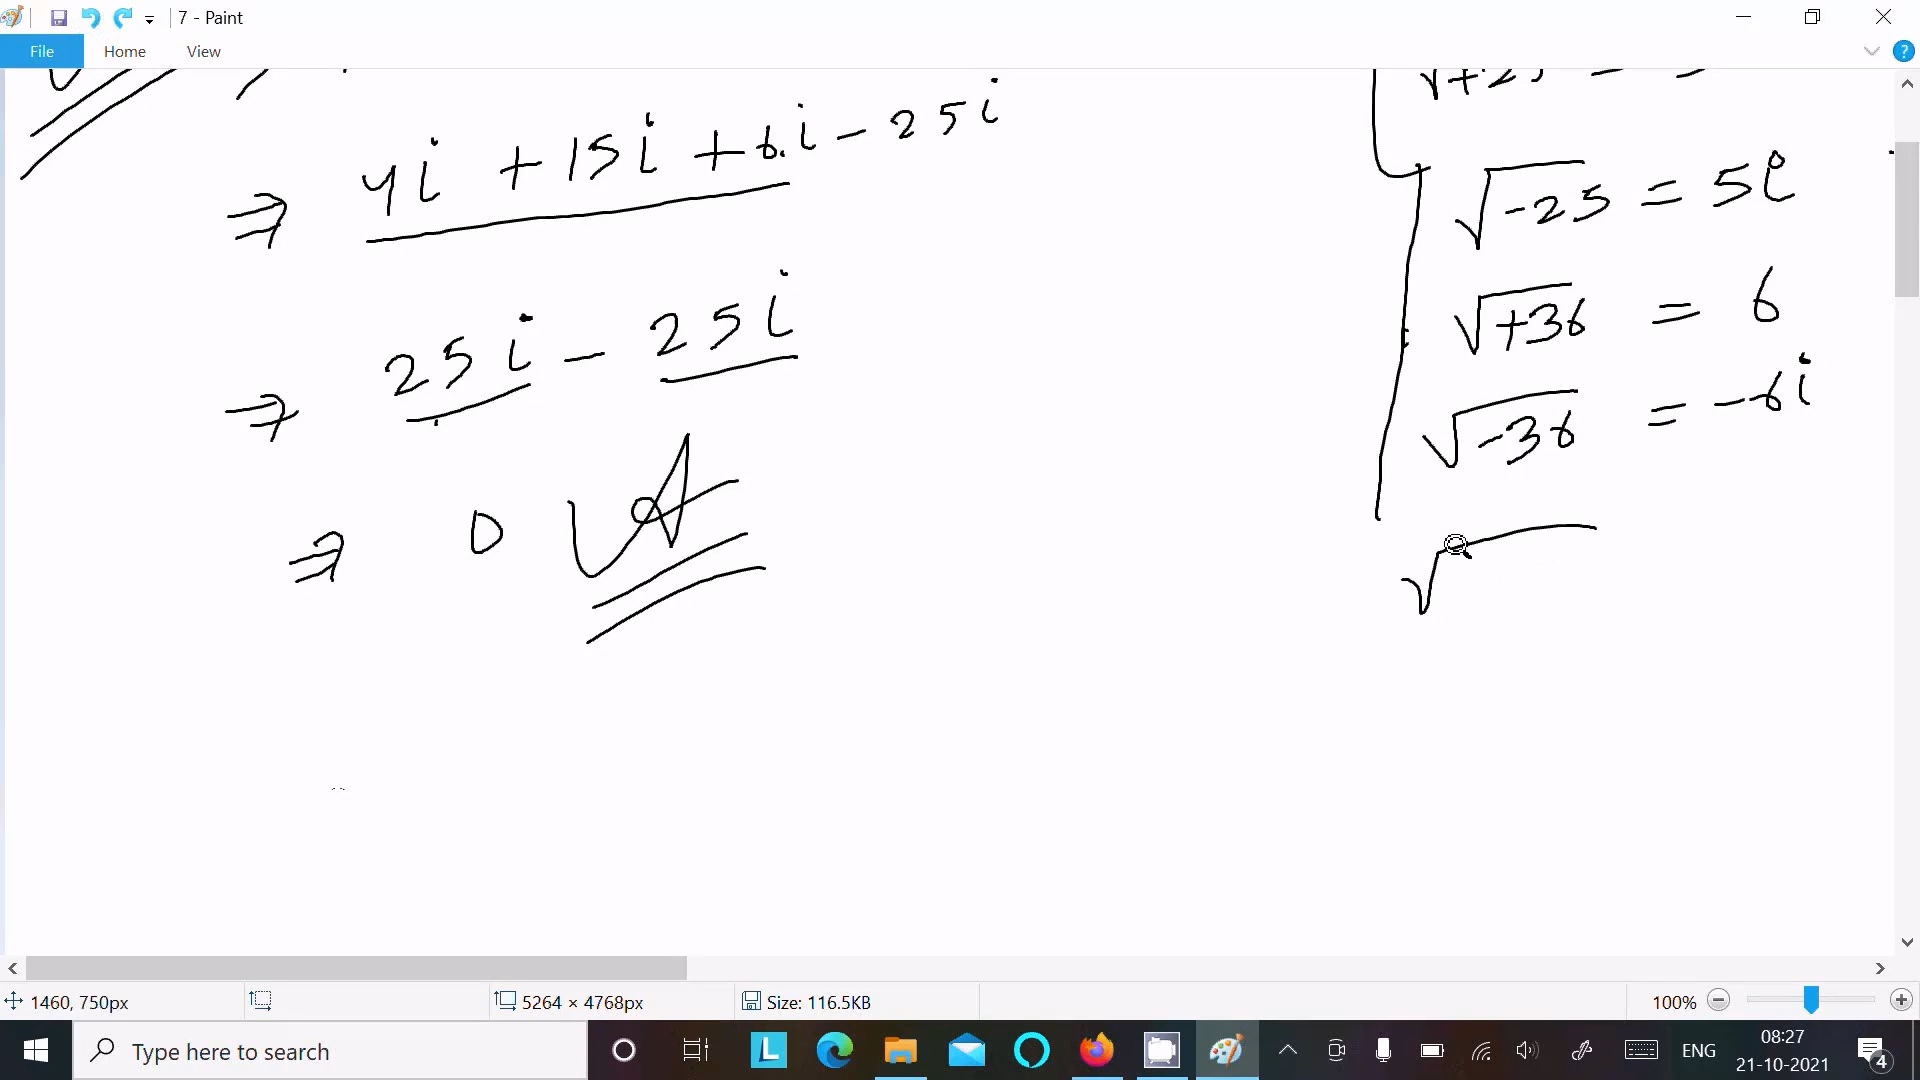 7 - Paint
File Home View
⇒ 4i + 15i + 6i - 25i
⇒ 25i - 25i
⇒ 0
√-25 = 5i
√+36 = 6
√-36 = -6i
√
1460, 750px 5264 × 4768px Size: 116.5KB 100%
Type here to search
L
ENG
08:27
21-10-2021
4